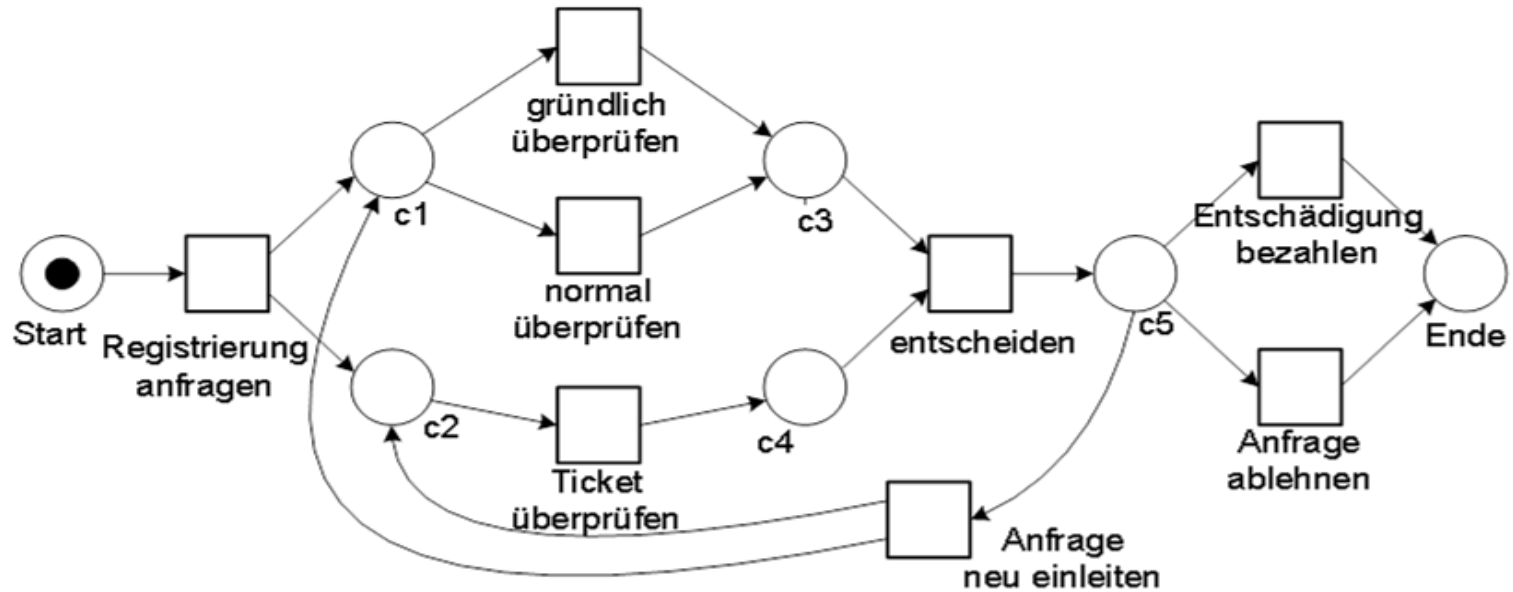 gründlich
überprüfen
c1
normal
überprüfen
c3
Start
Registrierung
anfragen
c2
Ticket
überprüfen
c4
entscheiden
c5
Entschädigung
bezahlen
Ende
Anfrage
ablehnen
Anfrage
neu einleiten